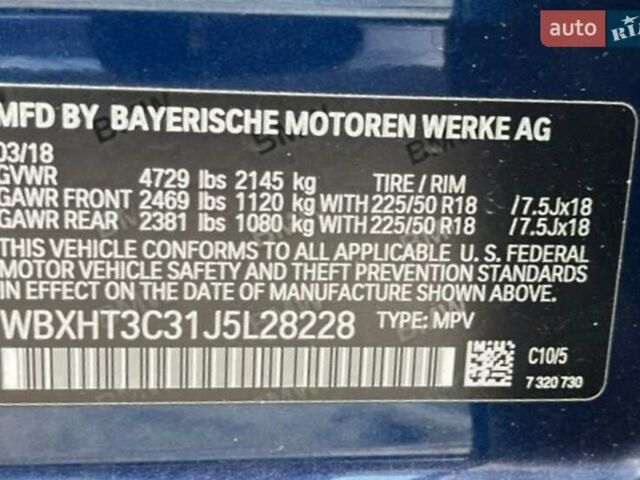 auto RIA
MFD BY BAYERISCHE MOTOREN WERKE AG
03/18
GVWR 4729 lbs 2145 kg TIRE / RIM
GAWR FRONT 2469 lbs 1120 kg WITH 225/50 R18 /7.5Jx18
GAWR REAR 2381 lbs 1080 kg WITH 225/50 R18 /7.5Jx18
THIS VEHICLE CONFORMS TO ALL APPLICABLE U. S. FEDERAL
MOTOR VEHICLE SAFETY AND THEFT PREVENTION STANDARDS
IN EFFECT ON THE DATE OF MANUFACTURE SHOWN ABOVE.
WBXHT3C31J5L28228 TYPE: MPV
C10/5
7 320 730